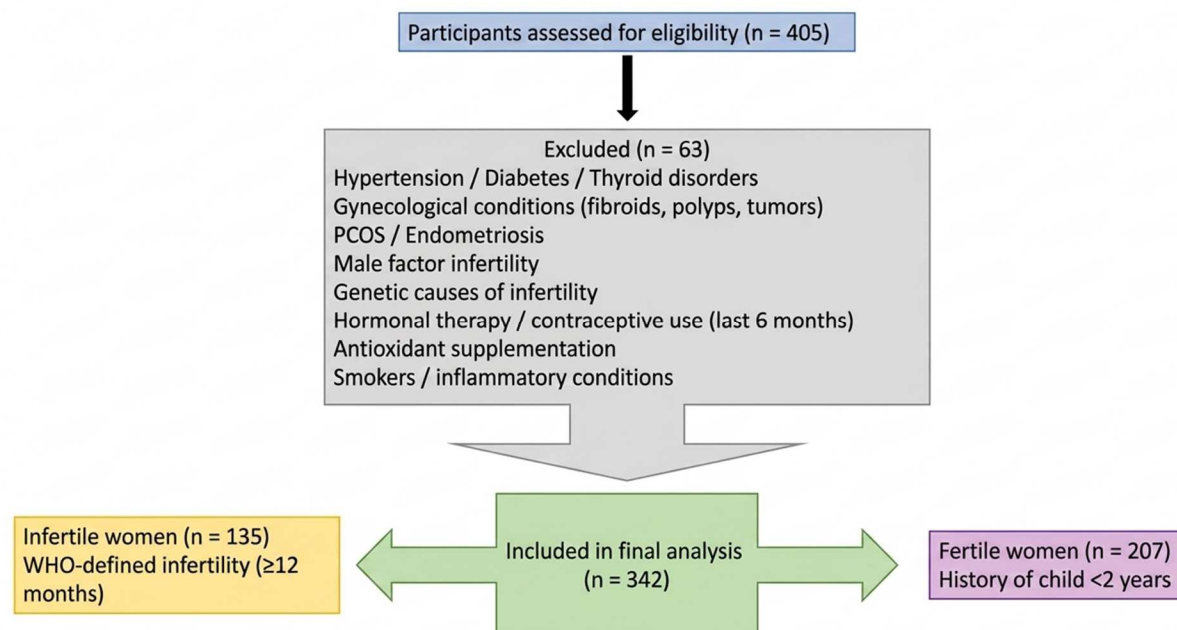 Participants assessed for eligibility (n = 405)
Excluded (n = 63)
Hypertension / Diabetes / Thyroid disorders
Gynecological conditions (fibroids, polyps, tumors)
PCOS / Endometriosis
Male factor infertility
Genetic causes of infertility
Hormonal therapy / contraceptive use (last 6 months)
Antioxidant supplementation
Smokers / inflammatory conditions
Infertile women (n = 135)
WHO-defined infertility (≥12
months)
Included in final analysis
(n = 342)
Fertile women (n = 207)
History of child <2 years